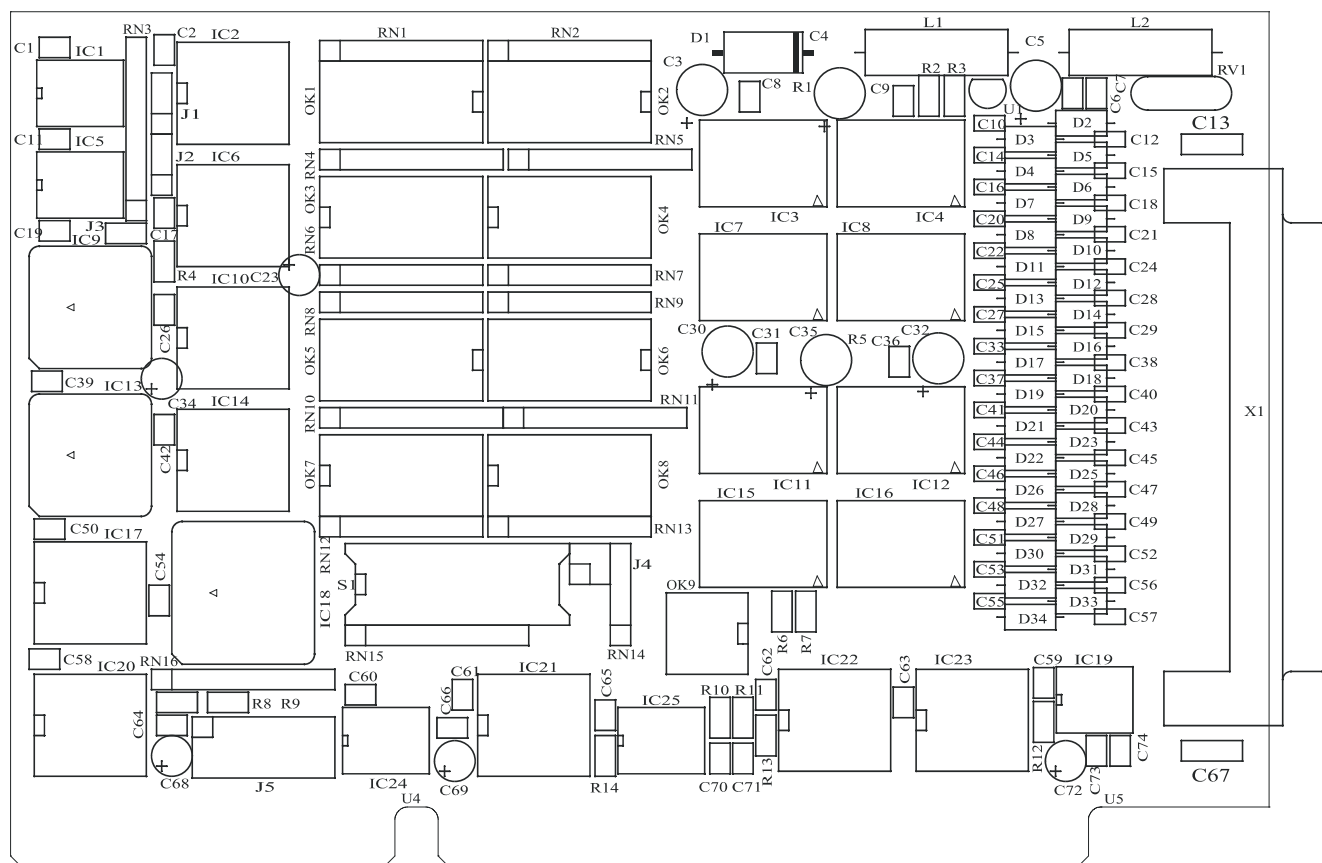 RN3 C2 IC2 RN1 RN2 D1 C4 L1 L2
C1 IC1 C3 C5
OK1 OK2 C8 R1 C9 R2 R3 C6 C7 RV1
J1 U1
C11 IC5 RN5 C10 D2 C13
D3 C12
J2 IC6 RN4 C14 D5
D4 C15
OK3 OK4 C16 D6
D7 C18
C19 J3 IC9 C17 RN6 IC3 IC4 C20 D9
IC7 IC8 D8 C21
C22 D10
R4 C23 RN7 D11 C24
IC10 C25 D12
RN8 RN9 D13 C28
C27 D14
C26 C30 C31 C35 R5 C36 C32 D15 C29
OK5 OK6 C33 D16
D17 C38
C39 IC13 C37 D18
D19 C40
C34 IC14 RN10 RN11 C41 D20
D21 C43
C42 C44 D23
D22 C45
OK7 OK8 C46 D25
IC11 IC12 D26 C47
IC15 IC16 C48 D28
C50 IC17 RN13 D27 C49
C51 D29
RN12 D30 C52
C54 J4 C53 D31
S1 OK9 D32 C56
IC18 C55 D33
D34 C57
C58 R6 R7
IC20 RN16 RN15 RN14
C61 IC21 C62 IC22 C63 IC23 C59 IC19
C60
C64 R8 R9 C66 C65 IC25 R10 R11
R12 C73 C74
C68 J5 IC24 C69 R14 C70 C71 R13 C72 C67
U4 U5
X1